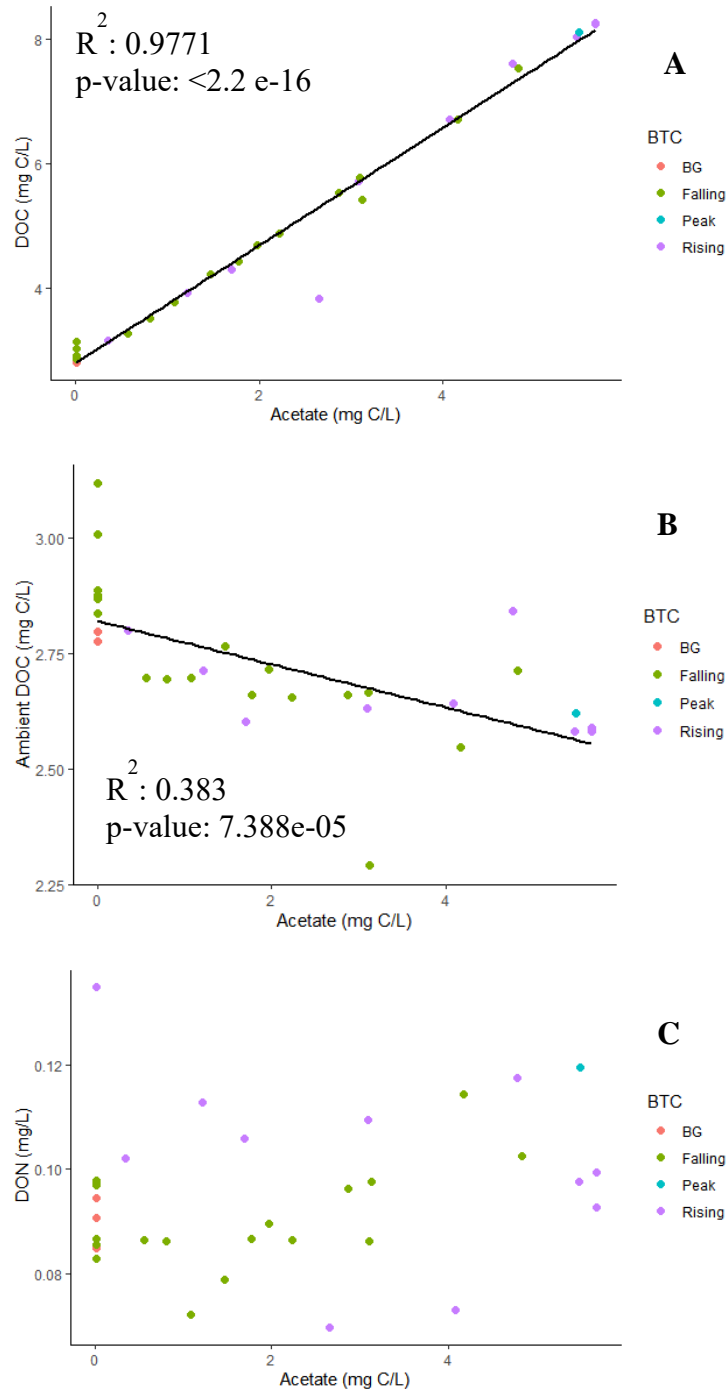 R²: 0.9771
p-value: <2.2 e-16
A
8
6
4
DOC (mg C/L)
0
2
4
Acetate (mg C/L)
BTC
BG
Falling
Peak
Rising
B
3.00
2.75
2.50
2.25
Ambient DOC (mg C/L)
R²: 0.383
p-value: 7.388e-05
0
2
4
Acetate (mg C/L)
BTC
BG
Falling
Peak
Rising
C
0.12
0.10
0.08
DON (mg/L)
0
2
4
Acetate (mg C/L)
BTC
BG
Falling
Peak
Rising